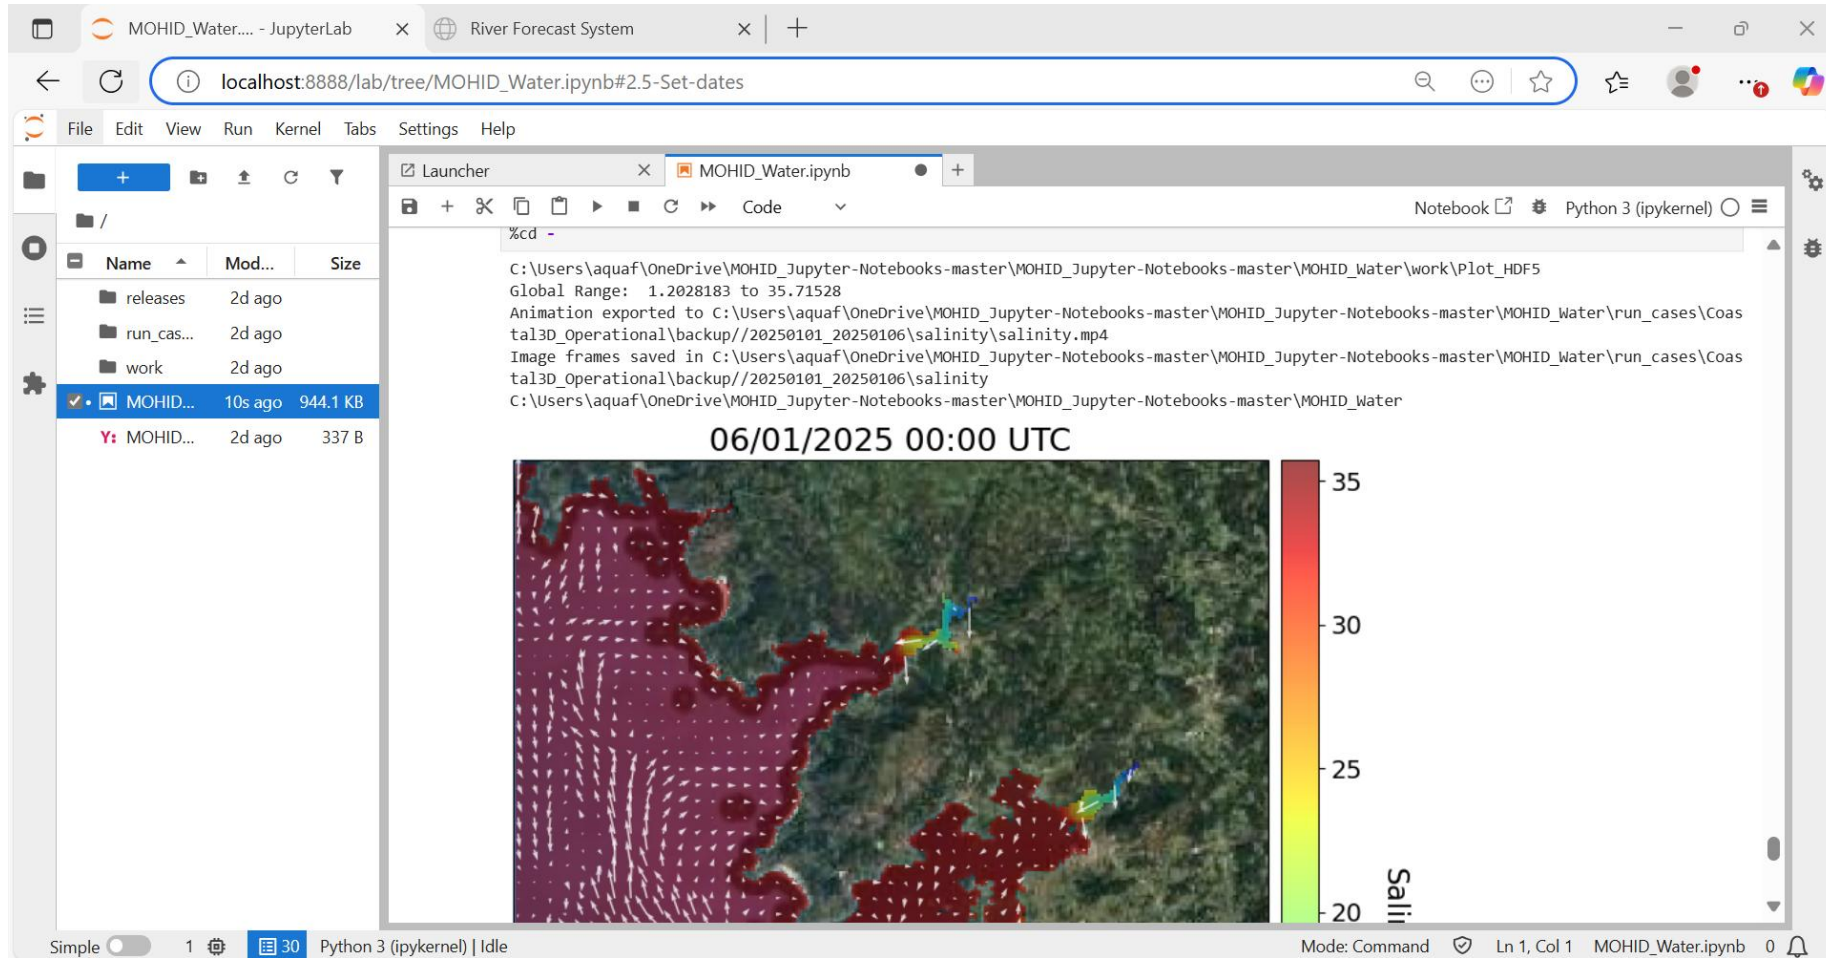 MOHID_Water.... - JupyterLab
River Forecast System
localhost:8888/lab/tree/MOHID_Water.ipynb#2.5-Set-dates
File Edit View Run Kernel Tabs Settings Help
Launcher
MOHID_Water.ipynb
Code
Notebook
Python 3 (ipykernel)
/
Name Mod... Size
releases 2d ago
run_cas... 2d ago
work 2d ago
MOHID... 10s ago 944.1 KB
Y: MOHID... 2d ago 337 B
%cd -
C:\Users\aquaf\OneDrive\MOHID_Jupyter-Notebooks-master\MOHID_Jupyter-Notebooks-master\MOHID_Water\work\Plot_HDF5
Global Range:  1.2028183 to 35.71528
Animation exported to C:\Users\aquaf\OneDrive\MOHID_Jupyter-Notebooks-master\MOHID_Jupyter-Notebooks-master\MOHID_Water\run_cases\Coas
tal3D_Operational\backup//20250101_20250106\salinity\salinity.mp4
Image frames saved in C:\Users\aquaf\OneDrive\MOHID_Jupyter-Notebooks-master\MOHID_Jupyter-Notebooks-master\MOHID_Water\run_cases\Coas
tal3D_Operational\backup//20250101_20250106\salinity
C:\Users\aquaf\OneDrive\MOHID_Jupyter-Notebooks-master\MOHID_Jupyter-Notebooks-master\MOHID_Water
06/01/2025 00:00 UTC
35
30
25
20
Sali
Simple
1
30
Python 3 (ipykernel) | Idle
Mode: Command
Ln 1, Col 1
MOHID_Water.ipynb
0